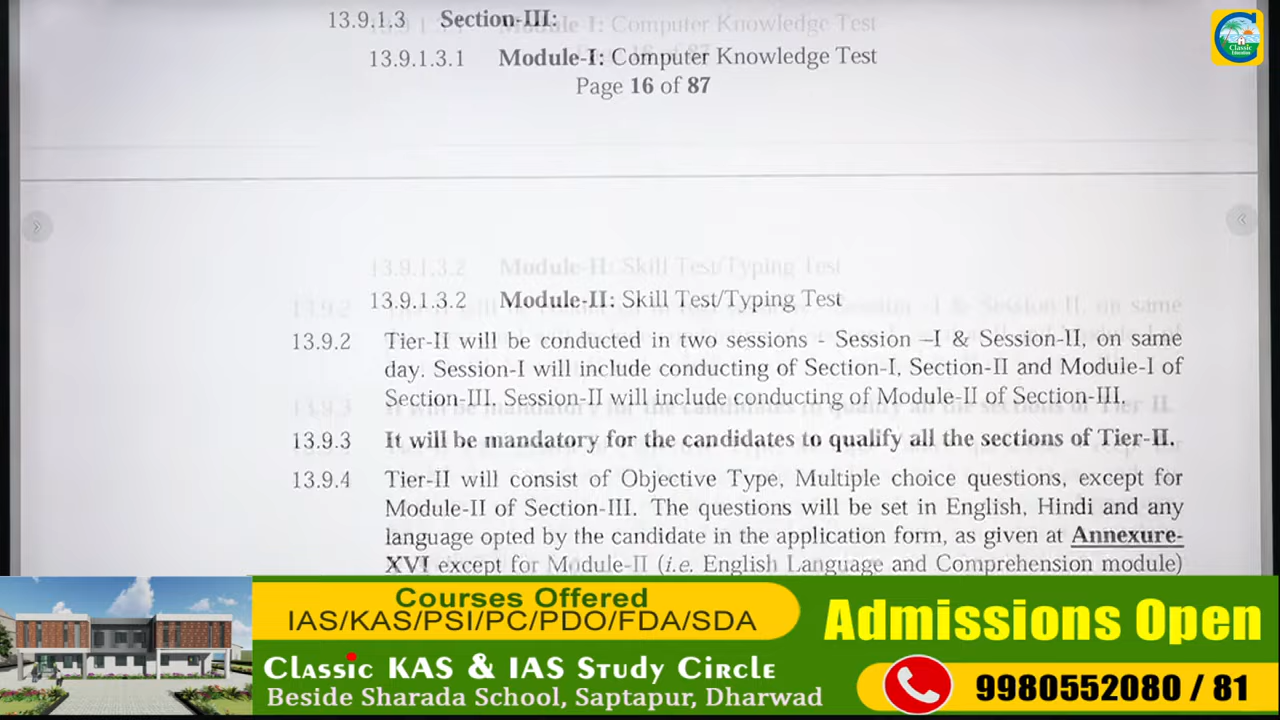 13.9.1.3 Section-III:
13.9.1.3.1 Module-I: Computer Knowledge Test
Page 16 of 87
13.9.1.3.2 Module-II: Skill Test/Typing Test
13.9.2 Tier-II will be conducted in two sessions - Session –I & Session-II, on same
day. Session-I will include conducting of Section-I, Section-II and Module-I of
Section-III. Session-II will include conducting of Module-II of Section-III.
13.9.3 It will be mandatory for the candidates to qualify all the sections of Tier-II.
13.9.4 Tier-II will consist of Objective Type, Multiple choice questions, except for
Module-II of Section-III. The questions will be set in English, Hindi and any
language opted by the candidate in the application form, as given at Annexure-
XVI except for Module-II (i.e. English Language and Comprehension module)
Classic
Education
Courses Offered
IAS/KAS/PSI/PC/PDO/FDA/SDA
Classic KAS & IAS Study Circle
Beside Sharada School, Saptapur, Dharwad
Admissions Open
9980552080 / 81